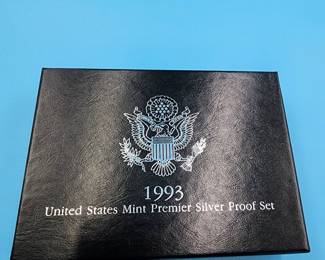 1993
United States Mint Premier Silver Proof Set